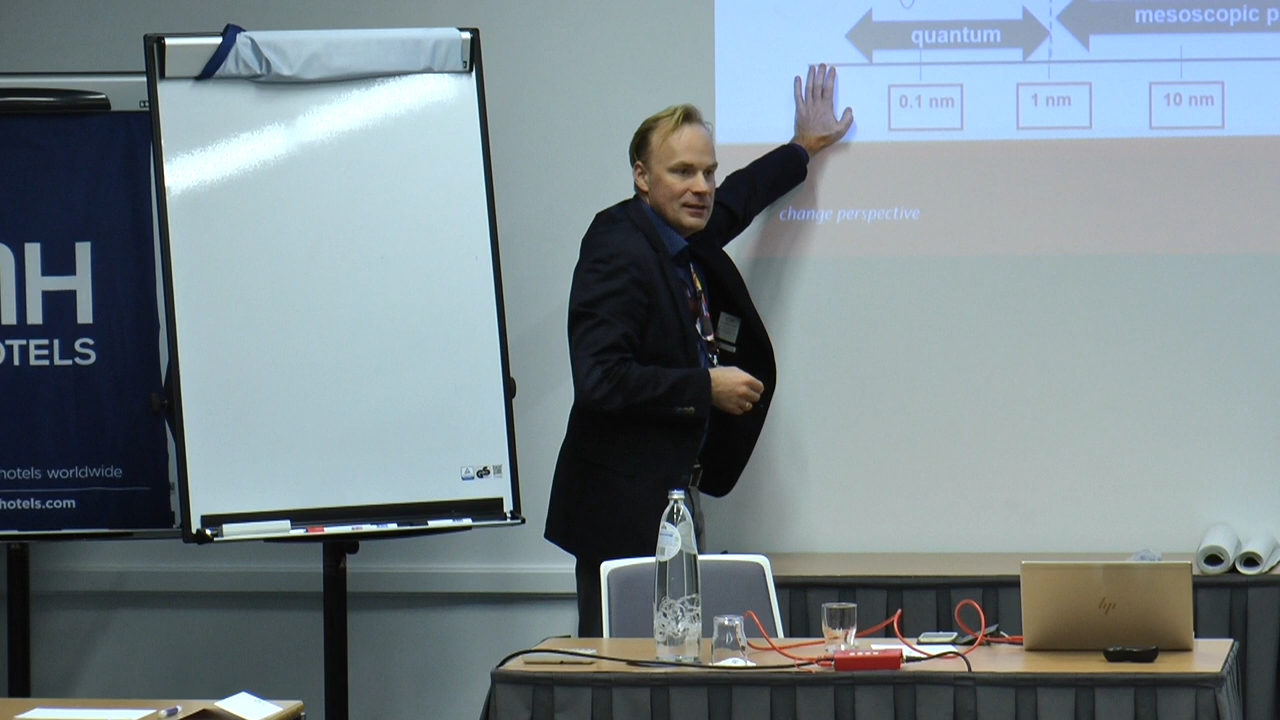 quantum
mesoscopic p
0.1 nm
1 nm
10 nm
change perspective
NH
OTELS
hotels worldwide
hotels.com
hp